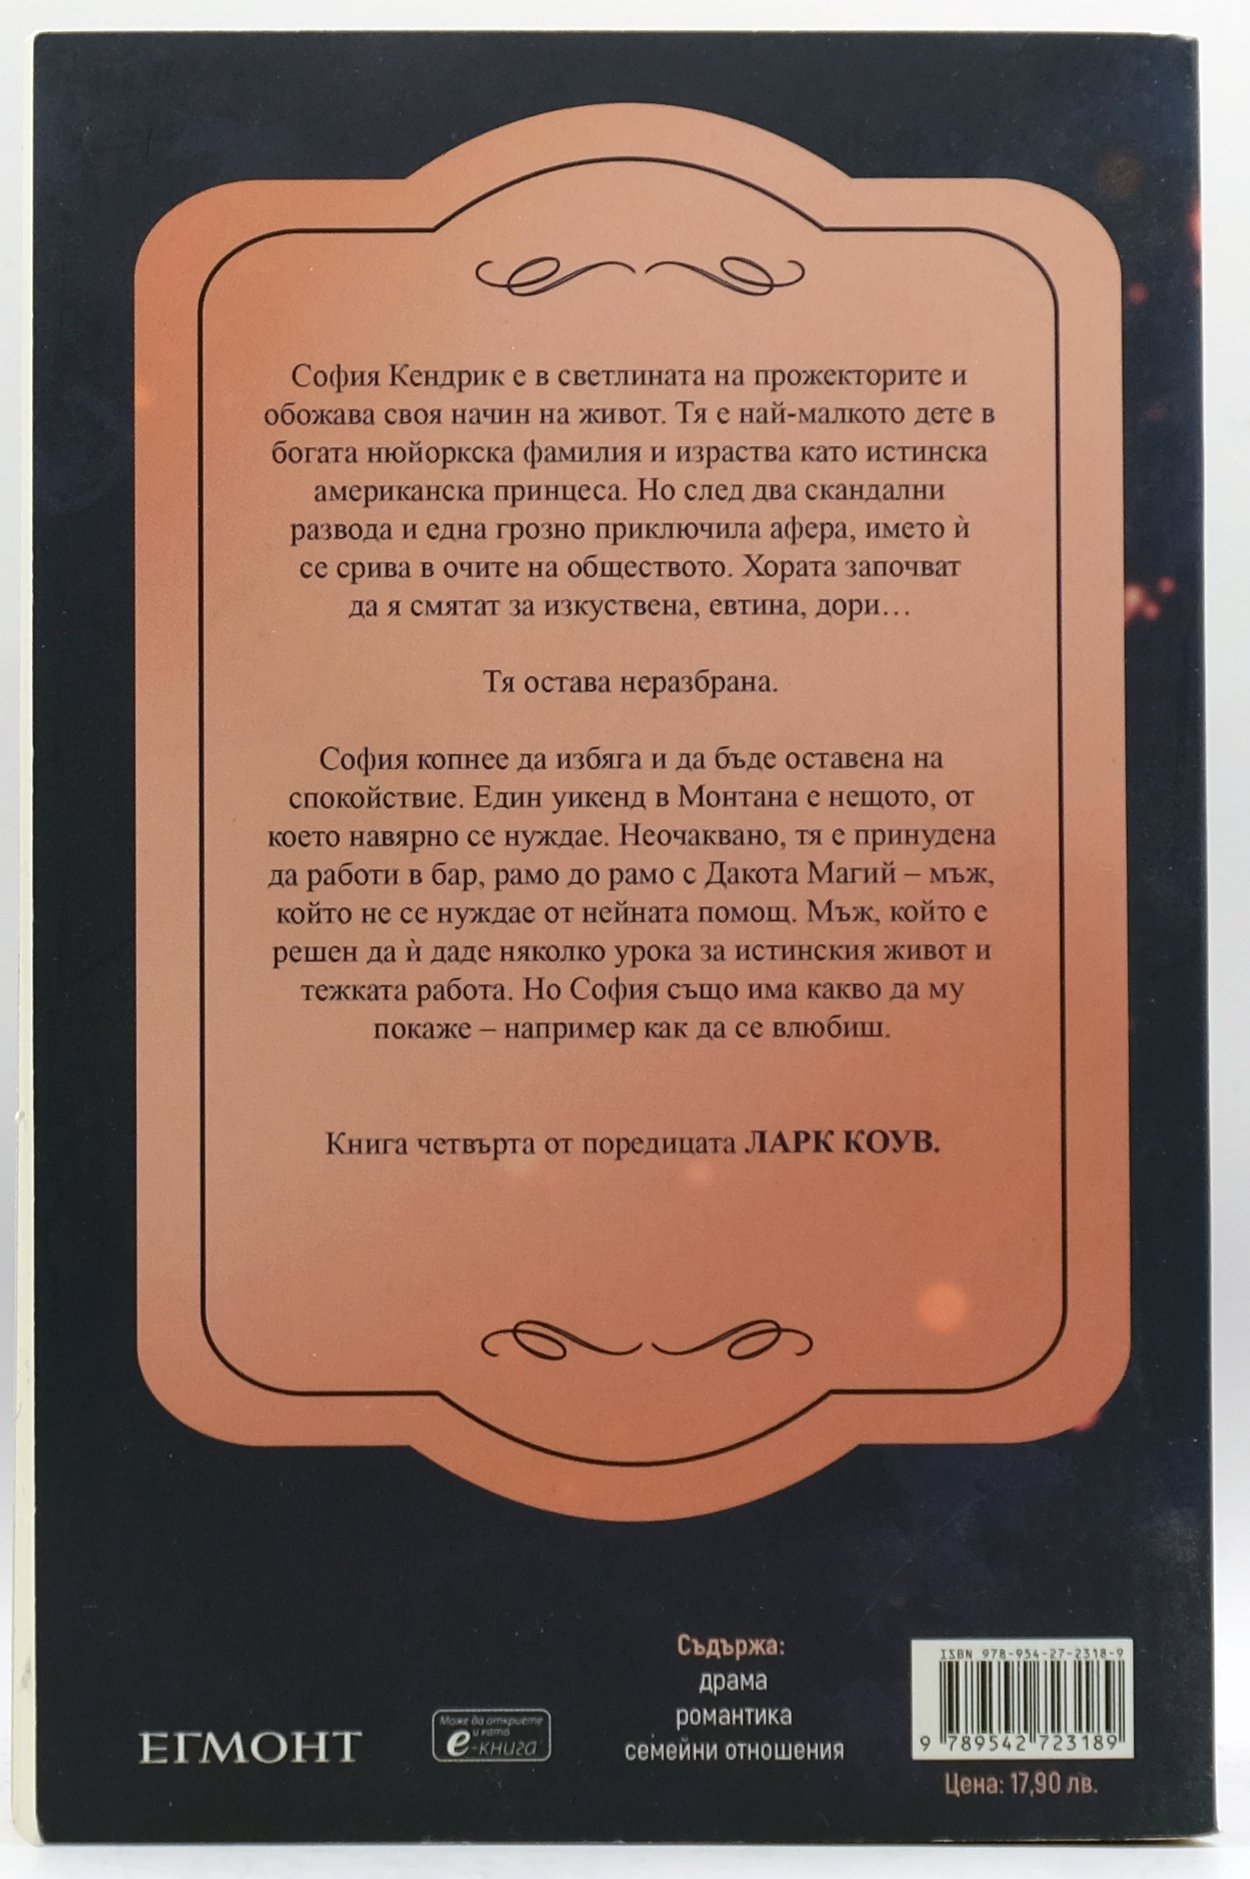 София Кендрик е в светлината на прожекторите и
обожава своя начин на живот. Тя е най-малкото дете в
богата нюйоркска фамилия и израства като истинска
американска принцеса. Но след два скандални
развода и една грозно приключила афера, името ѝ
се срива в очите на обществото. Хората започват
да я смятат за изкуствена, евтина, дори…
Тя остава неразбрана.
София копнее да избяга и да бъде оставена на
спокойствие. Един уикенд в Монтана е нещото, от
което навярно се нуждае. Неочаквано, тя е принудена
да работи в бар, рамо до рамо с Дакота Магий – мъж,
който не се нуждае от нейната помощ. Мъж, който е
решен да ѝ даде няколко урока за истинския живот и
тежката работа. Но София също има какво да му
покаже – например как да се влюбиш.
Книга четвърта от поредицата ЛАРК КОУВ.
ЕГМОНТ
Може да откриете
и като
е-книга
Съдържа:
драма
романтика
семейни отношения
ISBN 978-954-27-2318-9
9 789542 723189
Цена: 17,90 лв.